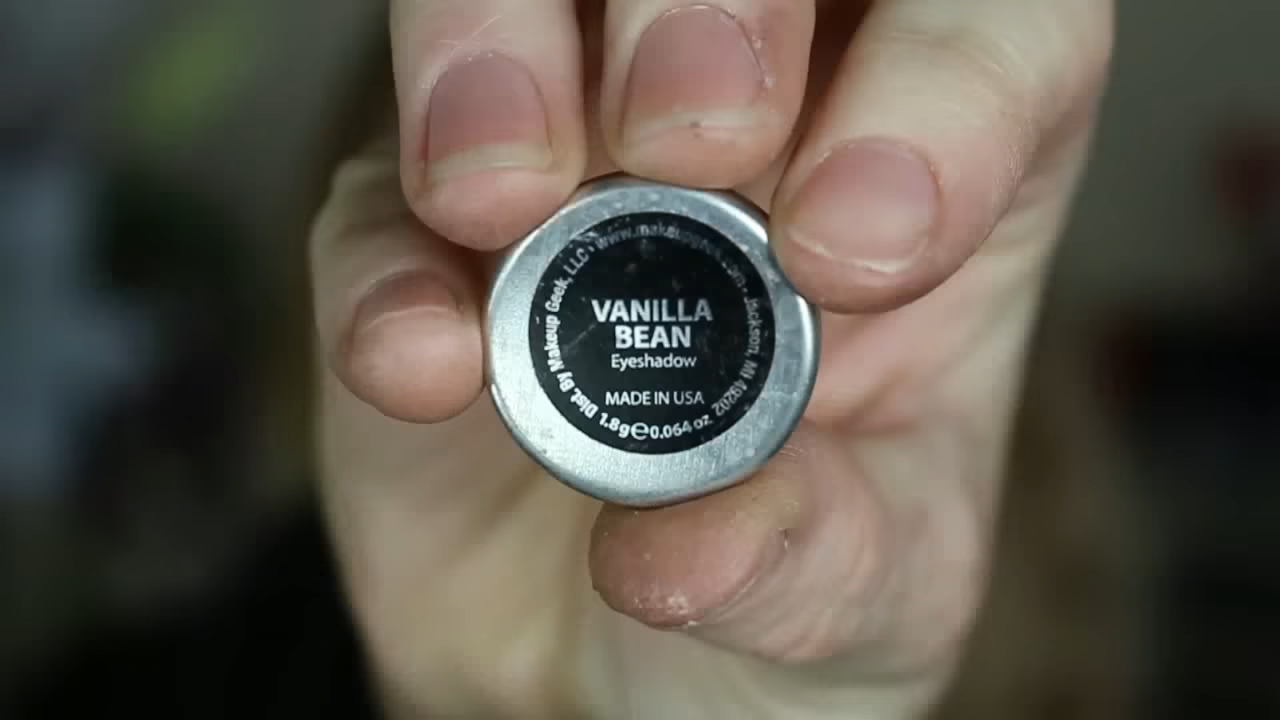 VANILLA
BEAN
Eyeshadow
MADE IN USA
1.8g ℮ 0.064 oz
Dist. By Makeup Geek, LLC • www.makeupgeek.com • Jackson, MI 49202